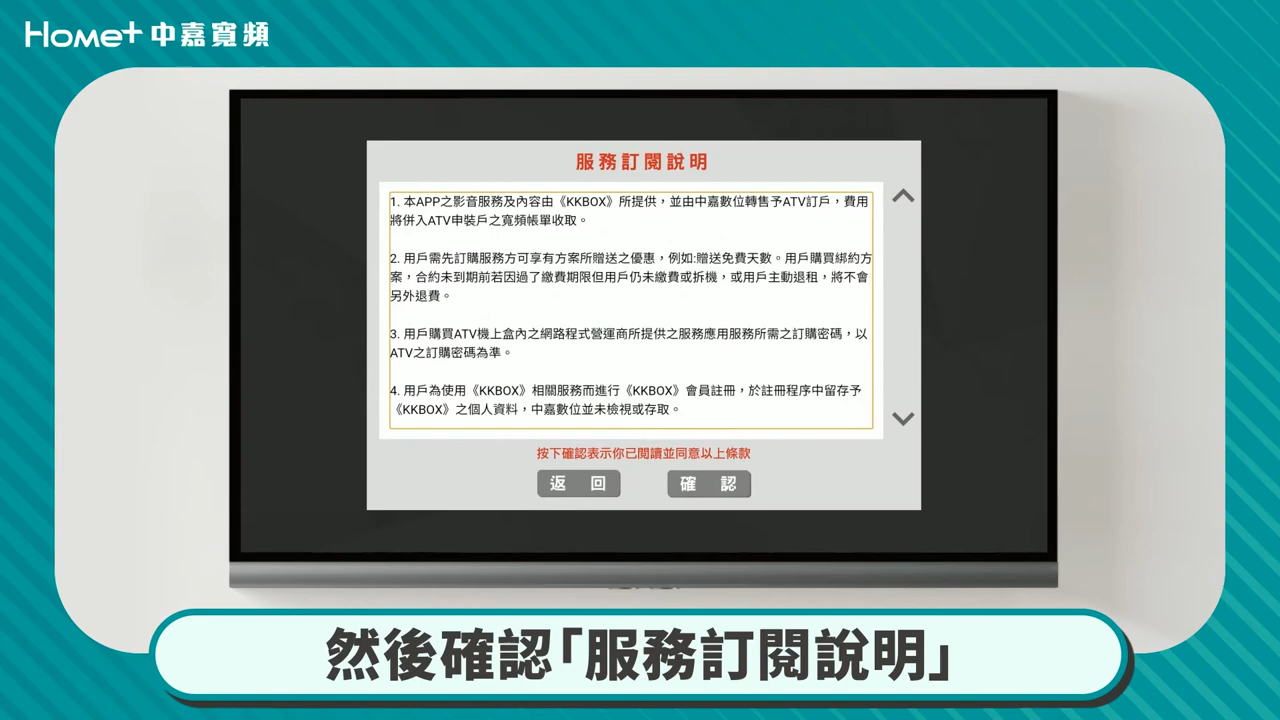 Home+ 中嘉寬頻
服務訂閱說明
1. 本APP之影音服務及內容由《KKBOX》所提供，並由中嘉數位轉售予ATV訂戶，費用
將併入ATV申裝戶之寬頻帳單收取。
2. 用戶需先訂購服務方可享有方案所贈送之優惠，例如:贈送免費天數。用戶購買綁約方
案，合約未到期前若因過了繳費期限但用戶仍未繳費或拆機，或用戶主動退租，將不會
另外退費。
3. 用戶購買ATV機上盒內之網路程式營運商所提供之服務應用服務所需之訂購密碼，以
ATV之訂購密碼為準。
4. 用戶為使用《KKBOX》相關服務而進行《KKBOX》會員註冊，於註冊程序中留存予
《KKBOX》之個人資料，中嘉數位並未檢視或存取。
按下確認表示你已閱讀並同意以上條款
返 回 確 認
然後確認「服務訂閱說明」